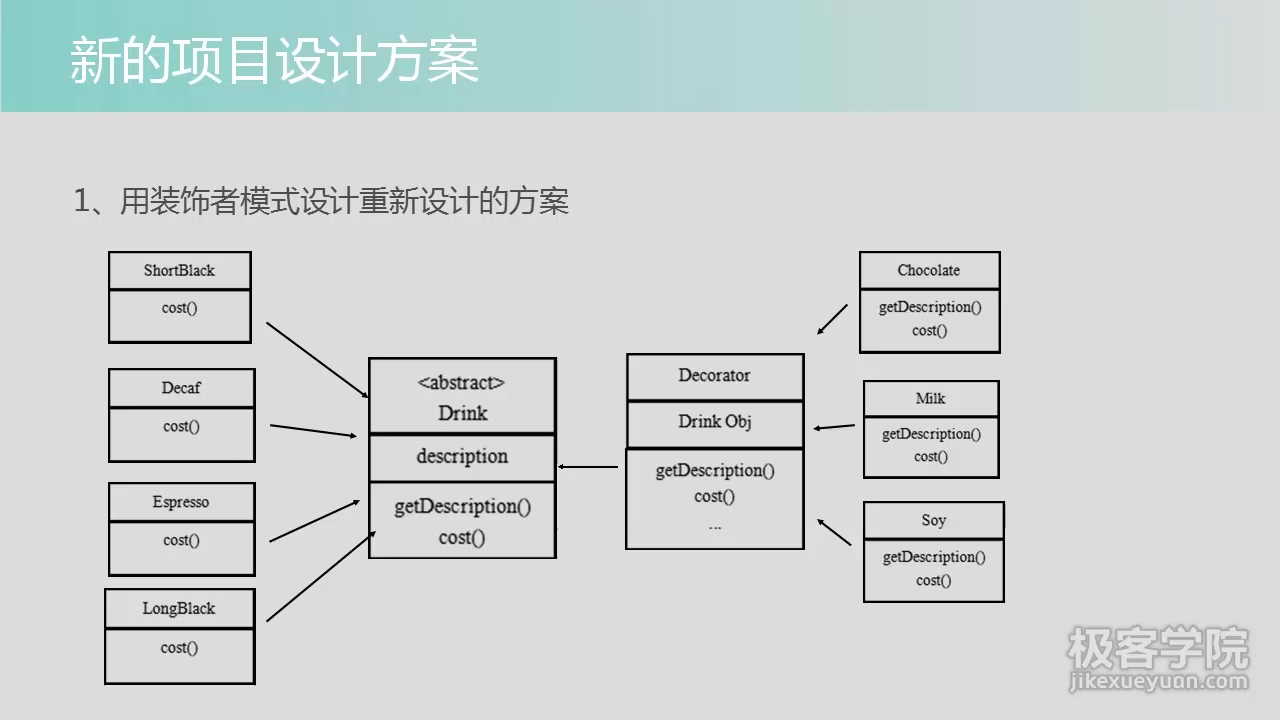 新的项目设计方案
1、用装饰者模式设计重新设计的方案
ShortBlack
cost()
Decaf
cost()
Espresso
cost()
LongBlack
cost()
<abstract>
Drink
description
getDescription()
cost()
Decorator
Drink Obj
getDescription()
cost()
...
Chocolate
getDescription()
cost()
Milk
getDescription()
cost()
Soy
getDescription()
cost()
极客学院
jikexueyuan.com